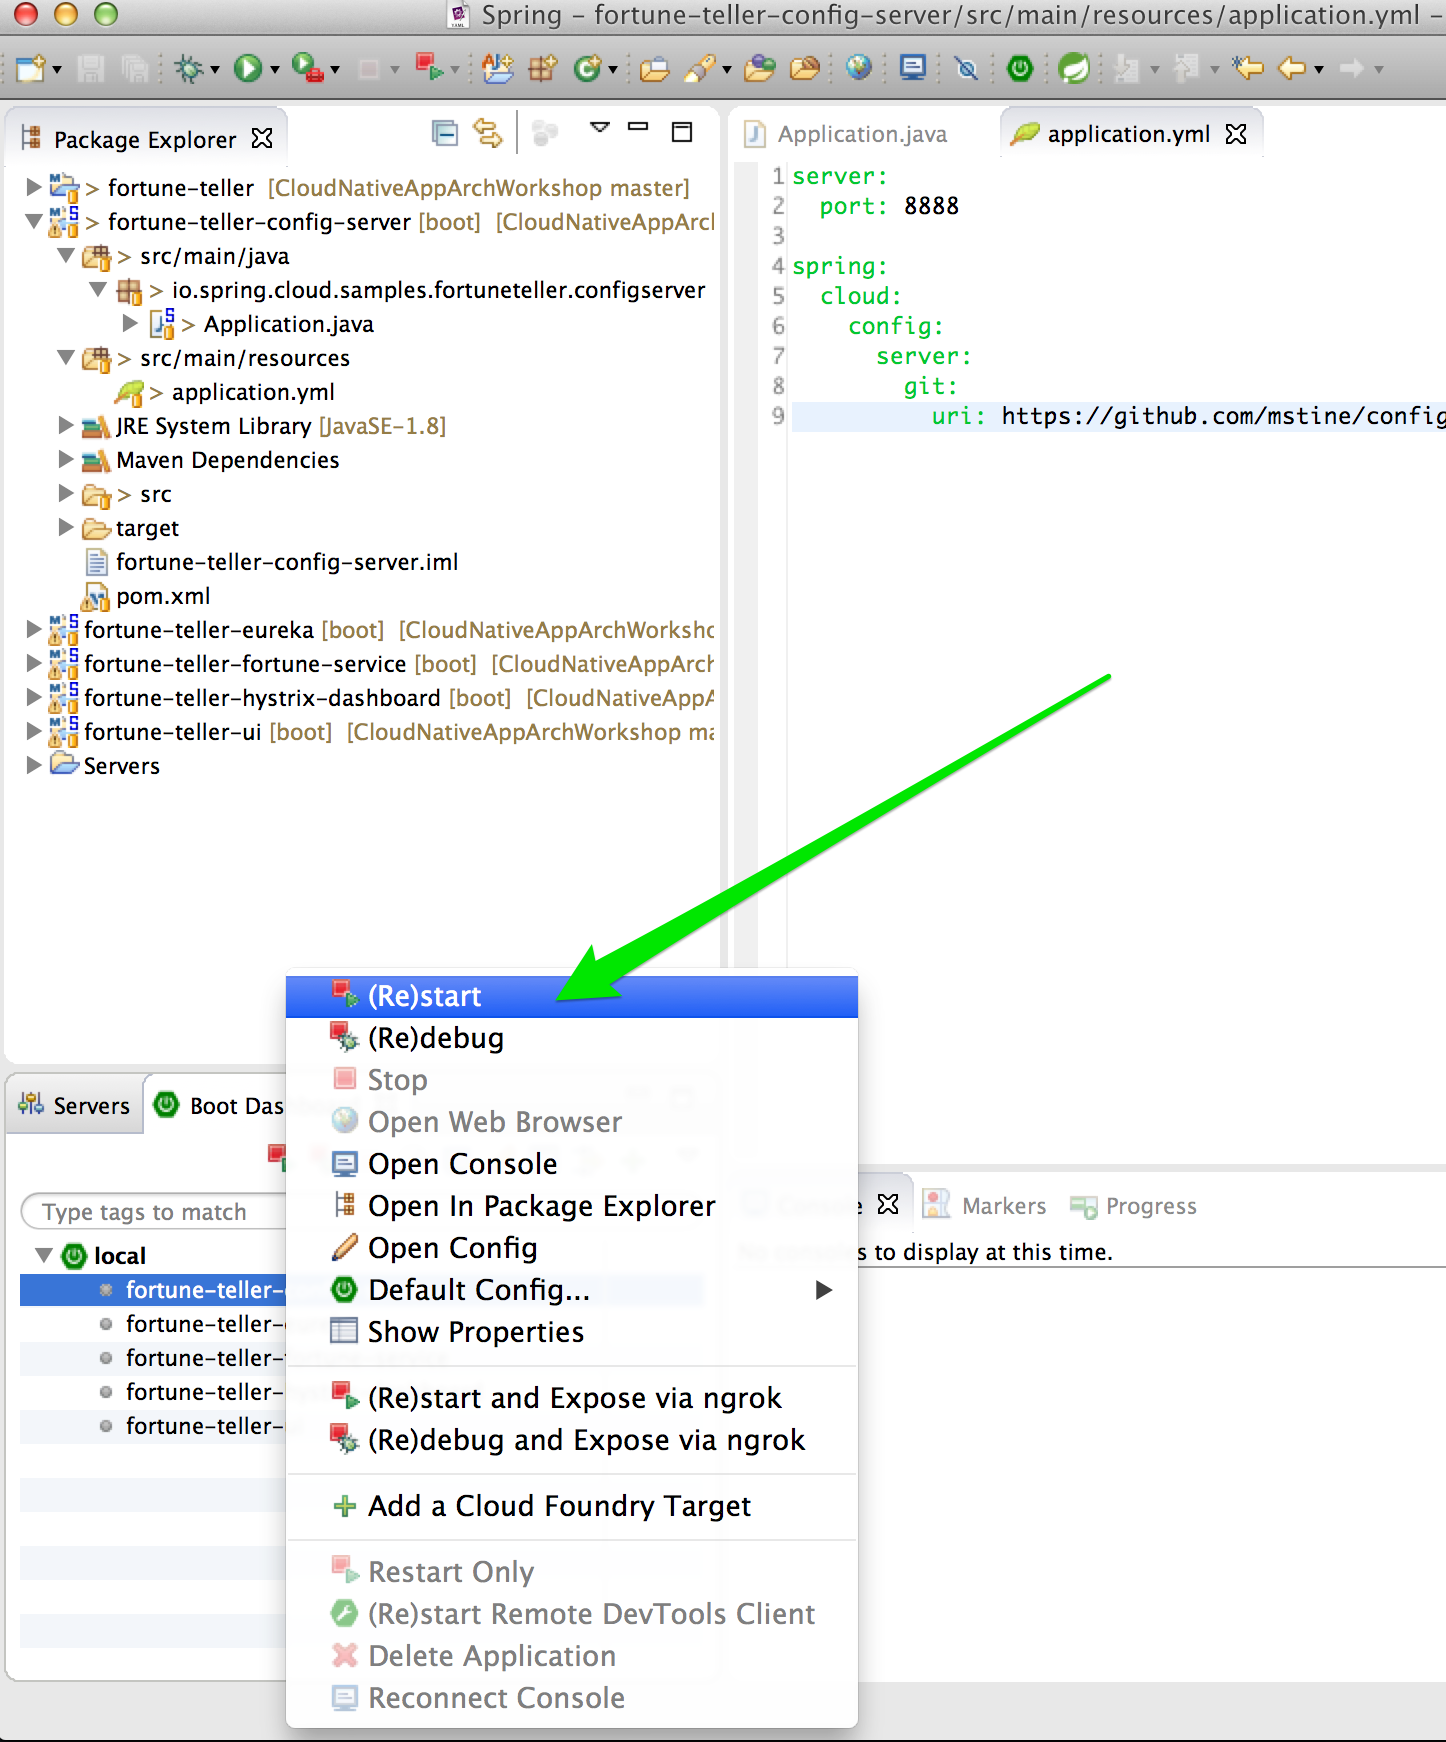 Spring – fortune-teller-config-server/src/main/resources/application.yml –
Package Explorer
> fortune-teller [CloudNativeAppArchWorkshop master]
> fortune-teller-config-server [boot] [CloudNativeAppArcl
> src/main/java
> io.spring.cloud.samples.fortuneteller.configserver
> Application.java
> src/main/resources
> application.yml
JRE System Library [JavaSE-1.8]
Maven Dependencies
> src
target
fortune-teller-config-server.iml
pom.xml
fortune-teller-eureka [boot] [CloudNativeAppArchWorksho
fortune-teller-fortune-service [boot] [CloudNativeAppArch
fortune-teller-hystrix-dashboard [boot] [CloudNativeAppA
fortune-teller-ui [boot] [CloudNativeAppArchWorkshop ma
Servers
Application.java
application.yml
1 server:
2 port: 8888
3
4 spring:
5 cloud:
6 config:
7 server:
8 git:
9 uri: https://github.com/mstine/config
Servers
Boot Das
Type tags to match
local
fortune-teller-
fortune-teller-
fortune-teller-
fortune-teller-
fortune-teller-
(Re)start
(Re)debug
Stop
Open Web Browser
Open Console
Open In Package Explorer
Open Config
Default Config...
Show Properties
(Re)start and Expose via ngrok
(Re)debug and Expose via ngrok
Add a Cloud Foundry Target
Restart Only
(Re)start Remote DevTools Client
Delete Application
Reconnect Console
Console
Markers
Progress
No consoles to display at this time.